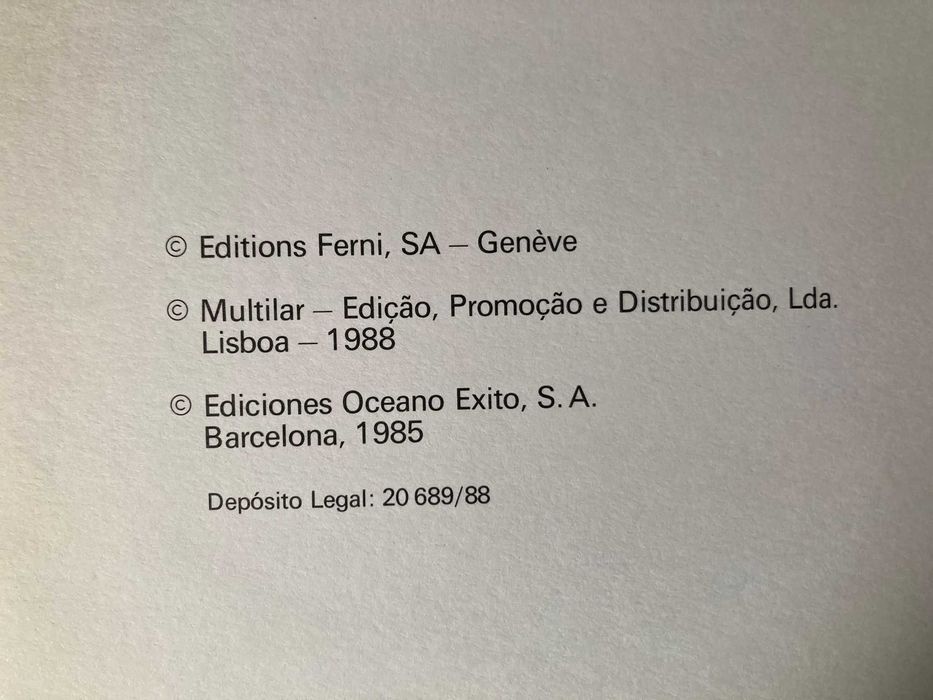 © Editions Ferni, SA – Genève
© Multilar – Edição, Promoção e Distribuição, Lda.
Lisboa – 1988
© Ediciones Oceano Exito, S. A.
Barcelona, 1985
Depósito Legal: 20 689/88